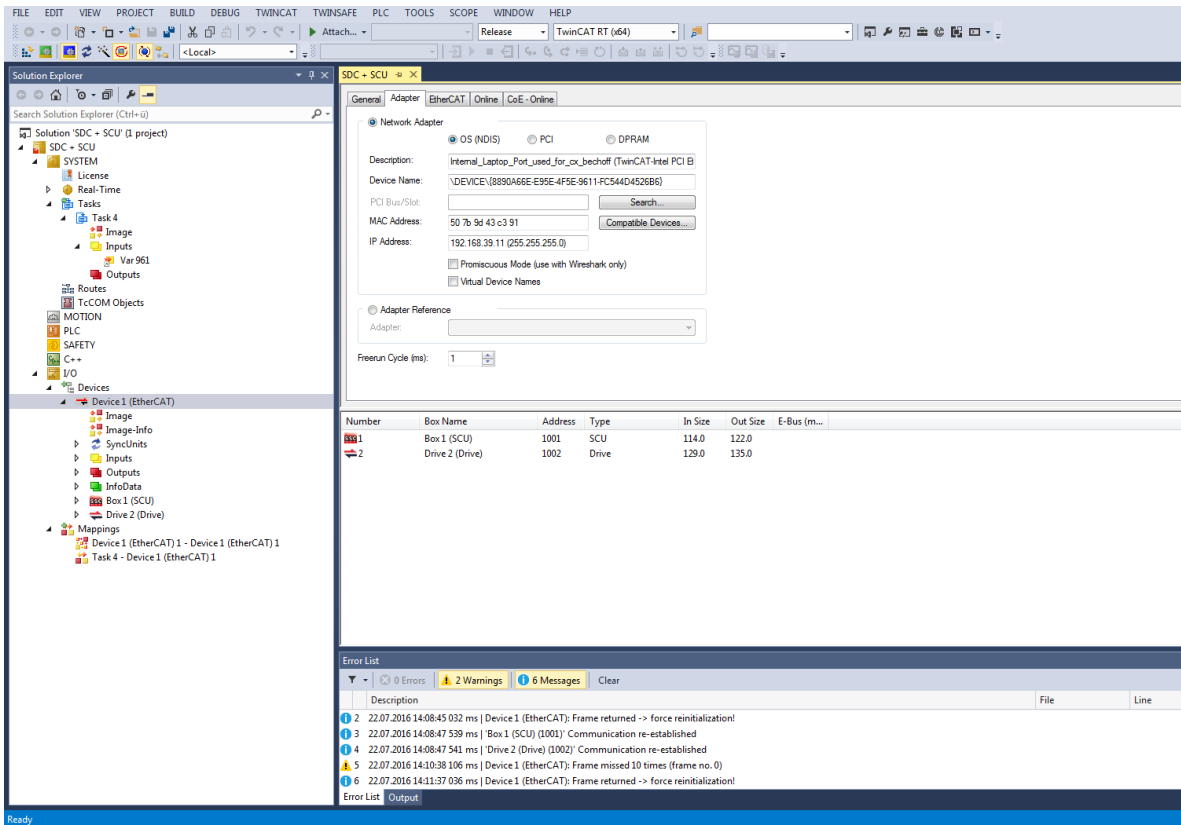 FILE EDIT VIEW PROJECT BUILD DEBUG TWINCAT TWINSAFE PLC TOOLS SCOPE WINDOW HELP
Attach... Release TwinCAT RT (x64)
<Local>
Solution Explorer
Search Solution Explorer (Ctrl+ü)
Solution 'SDC + SCU' (1 project)
SDC + SCU
SYSTEM
License
Real-Time
Tasks
Task 4
Image
Inputs
Var 961
Outputs
Routes
TcCOM Objects
MOTION
PLC
SAFETY
C++
I/O
Devices
Device 1 (EtherCAT)
Image
Image-Info
SyncUnits
Inputs
Outputs
InfoData
Box 1 (SCU)
Drive 2 (Drive)
Mappings
Device 1 (EtherCAT) 1 - Device 1 (EtherCAT) 1
Task 4 - Device 1 (EtherCAT) 1
SDC + SCU
General Adapter EtherCAT Online CoE - Online
Network Adapter
OS (NDIS) PCI DPRAM
Description: Internal_Laptop_Port_used_for_cx_bechoff (TwinCAT-Intel PCI E
Device Name: \DEVICE\{8890A66E-E95E-4F5E-9611-FC544D4526B6}
PCI Bus/Slot: Search...
MAC Address: 50 7b 9d 43 c3 91 Compatible Devices...
IP Address: 192.168.39.11 (255.255.255.0)
Promiscuous Mode (use with Wireshark only)
Virtual Device Names
Adapter Reference
Adapter:
Freerun Cycle (ms): 1
Number Box Name Address Type In Size Out Size E-Bus (m...
1 Box 1 (SCU) 1001 SCU 114.0 122.0
2 Drive 2 (Drive) 1002 Drive 129.0 135.0
Error List
0 Errors 2 Warnings 6 Messages Clear
Description File Line
2 22.07.2016 14:08:45 032 ms | Device 1 (EtherCAT): Frame returned -> force reinitialization!
3 22.07.2016 14:08:47 539 ms | 'Box 1 (SCU) (1001)' Communication re-established
4 22.07.2016 14:08:47 541 ms | 'Drive 2 (Drive) (1002)' Communication re-established
5 22.07.2016 14:10:38 106 ms | Device 1 (EtherCAT): Frame missed 10 times (frame no. 0)
6 22.07.2016 14:11:37 036 ms | Device 1 (EtherCAT): Frame returned -> force reinitialization!
Error List Output
Ready